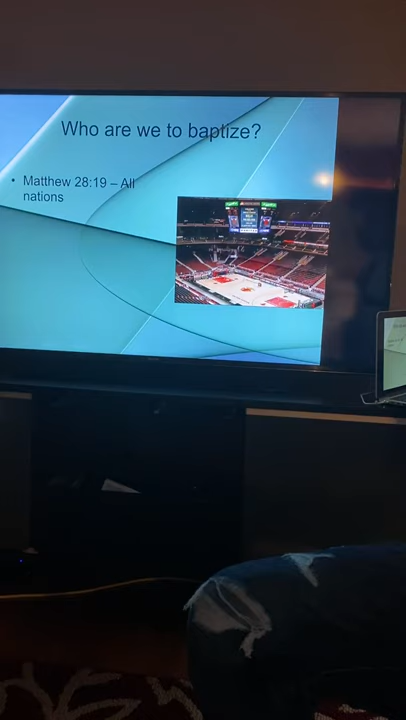 Who are we to baptize?
• Matthew 28:19 – All
nations